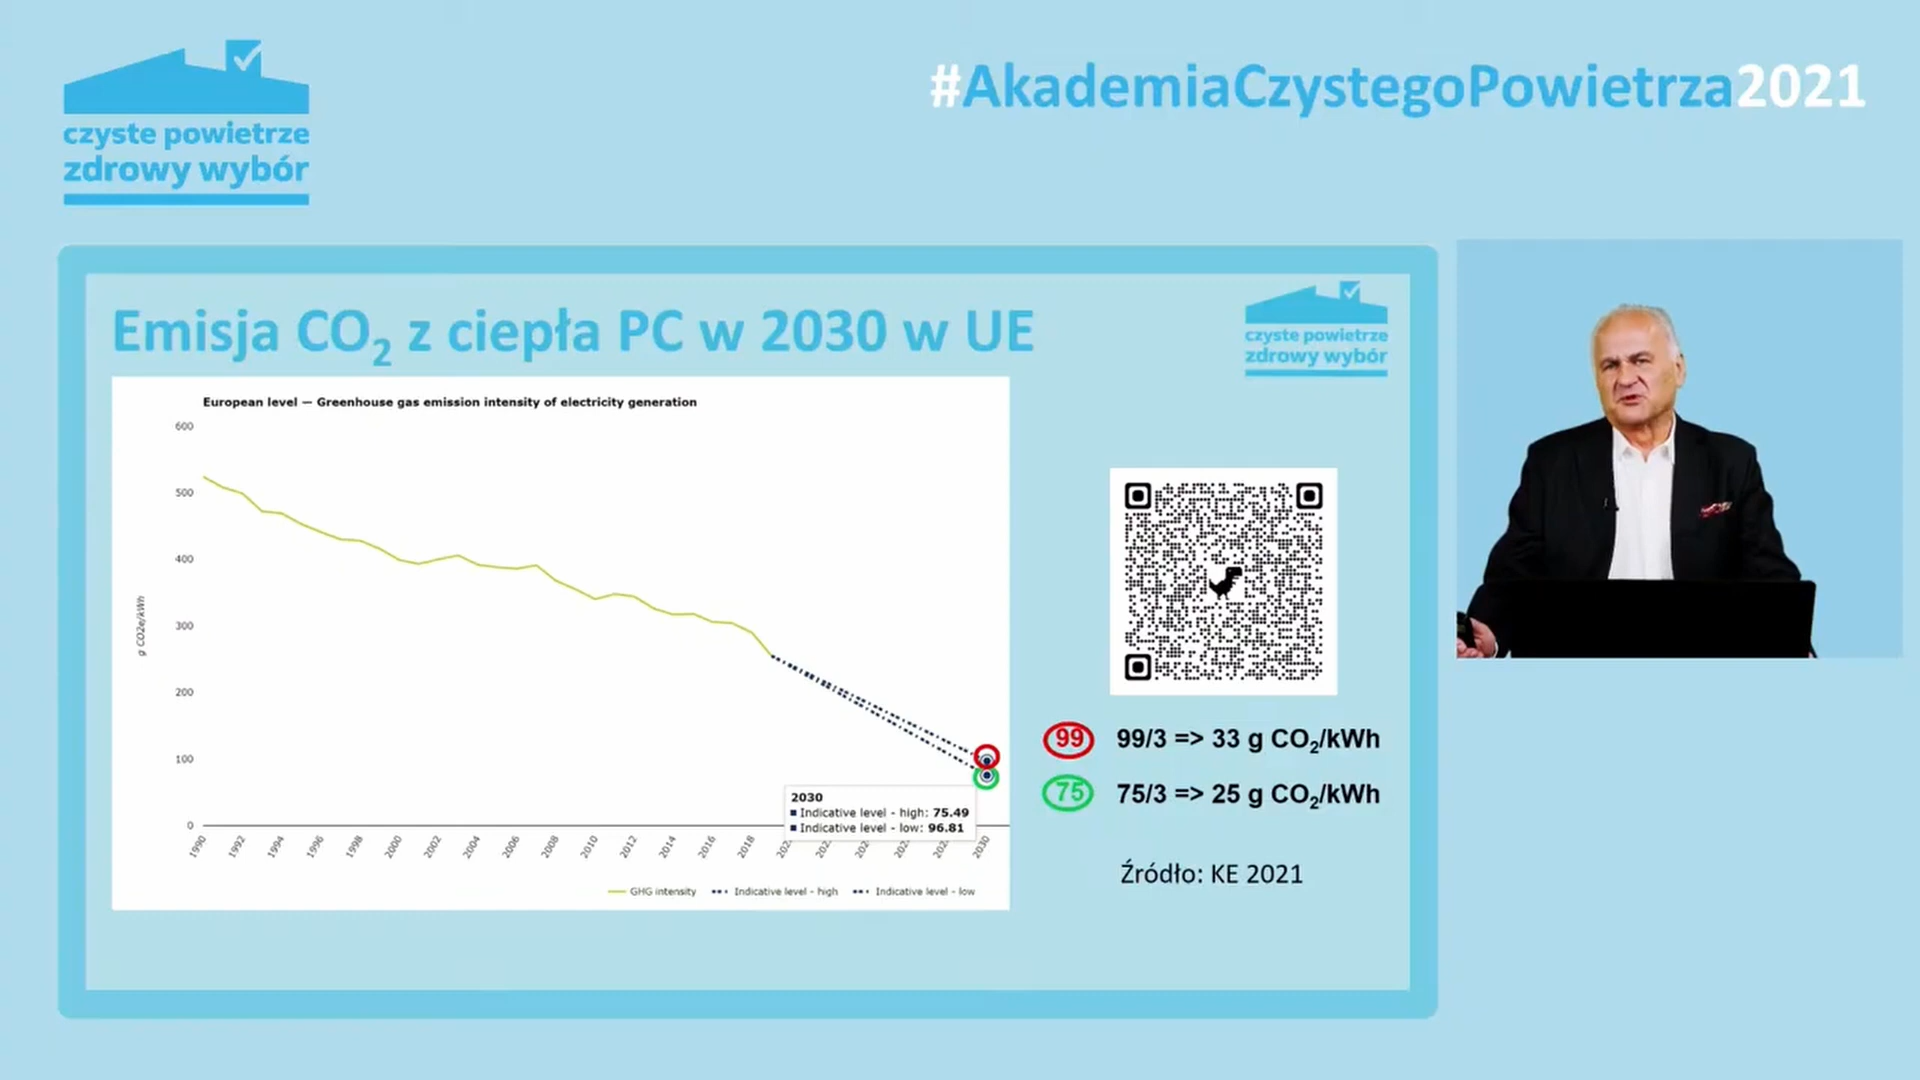 #AkademiaCzystegoPowietrza2021
czyste powietrze
zdrowy wybór
Emisja CO₂ z ciepła PC w 2030 w UE
czyste powietrze
zdrowy wybór
European level — Greenhouse gas emission intensity of electricity generation
600
500
400
300
200
100
0
g CO2e/kWh
1990
1992
1994
1996
1998
2000
2002
2004
2006
2008
2010
2012
2014
2016
2018
2030
2030
Indicative level - high: 75.49
Indicative level - low: 96.81
GHG intensity
Indicative level - high
Indicative level - low
99 99/3 => 33 g CO₂/kWh
75 75/3 => 25 g CO₂/kWh
Źródło: KE 2021